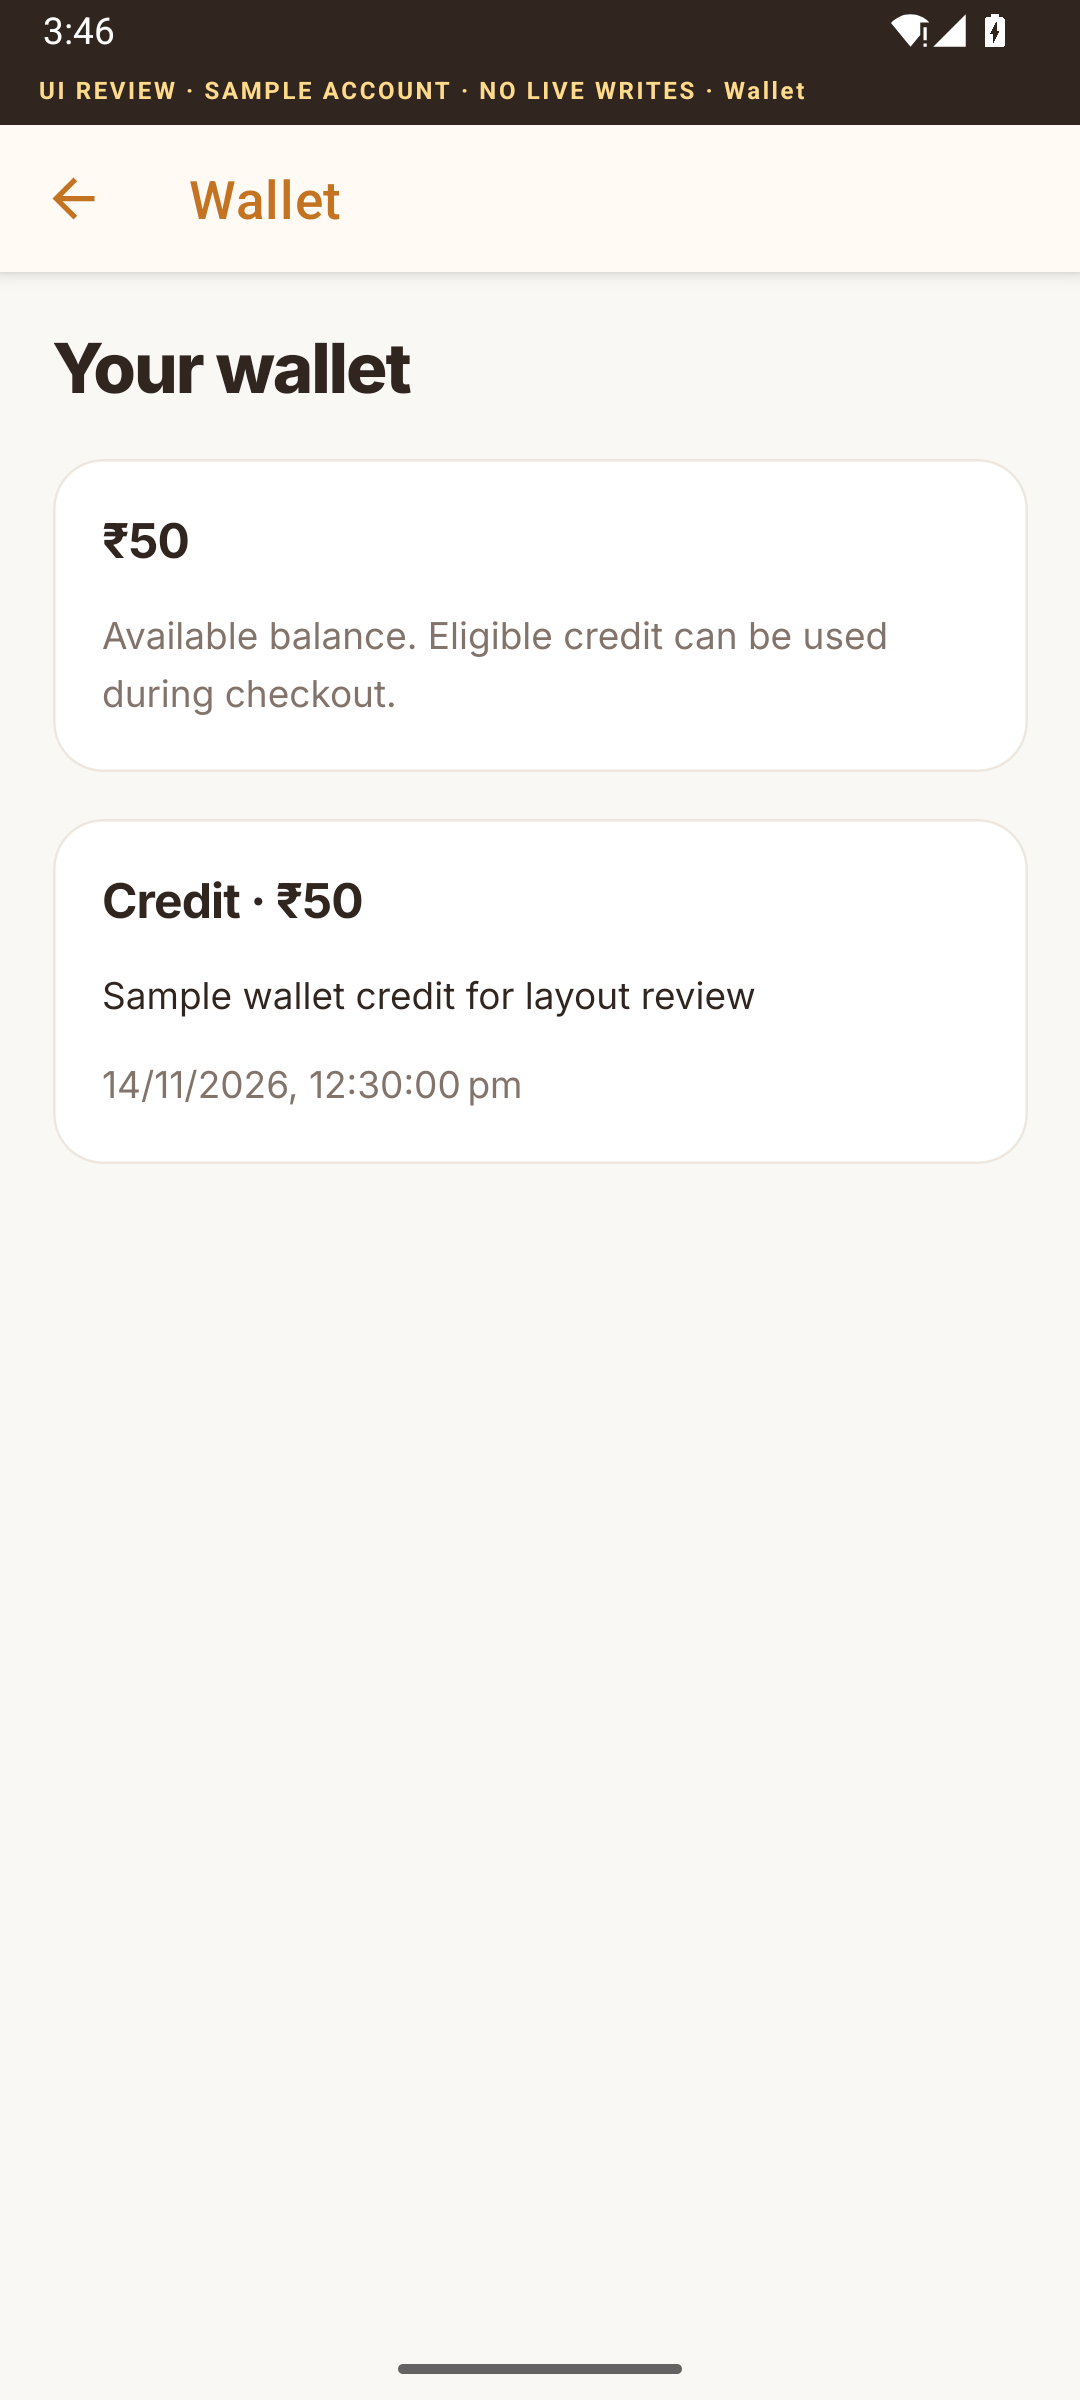 3:46
UI REVIEW · SAMPLE ACCOUNT · NO LIVE WRITES · Wallet
Wallet
Your wallet
₹50
Available balance. Eligible credit can be used
during checkout.
Credit · ₹50
Sample wallet credit for layout review
14/11/2026, 12:30:00 pm